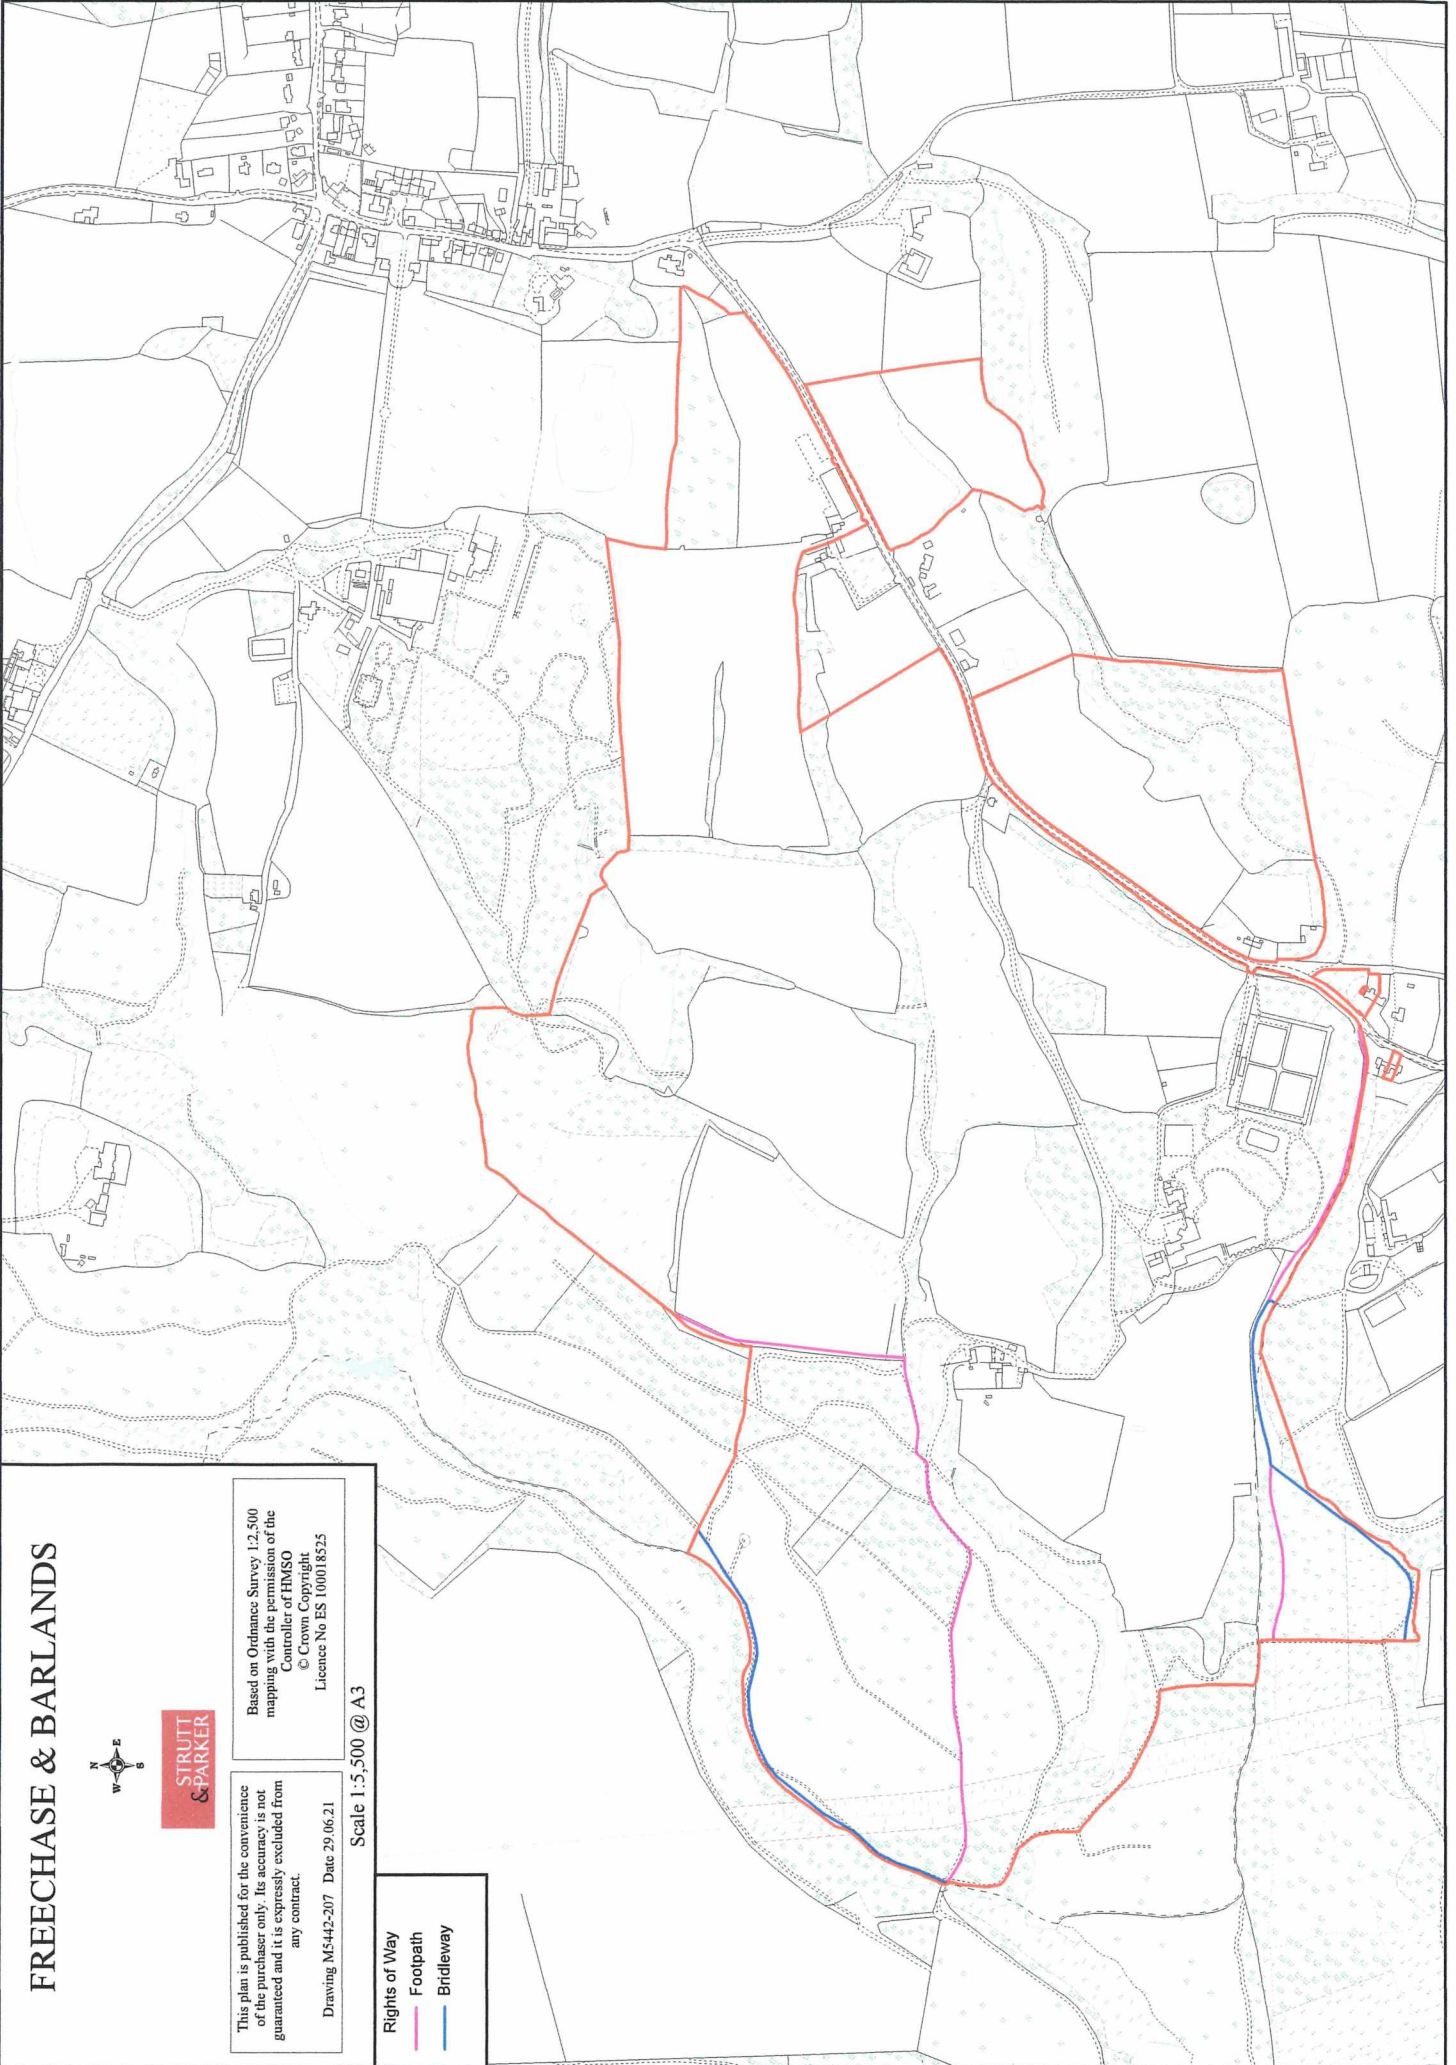 FREECHASE & BARLANDS
N
W E
S
STRUTT
& PARKER
This plan is published for the convenience
of the purchaser only. Its accuracy is not
guaranteed and it is expressly excluded from
any contract.
Drawing M5442-207 Date 29.06.21
Based on Ordnance Survey 1:2,500
mapping with the permission of the
Controller of HMSO
© Crown Copyright
Licence No ES 100018525
Scale 1:5,500 @ A3
Rights of Way
Footpath
Bridleway